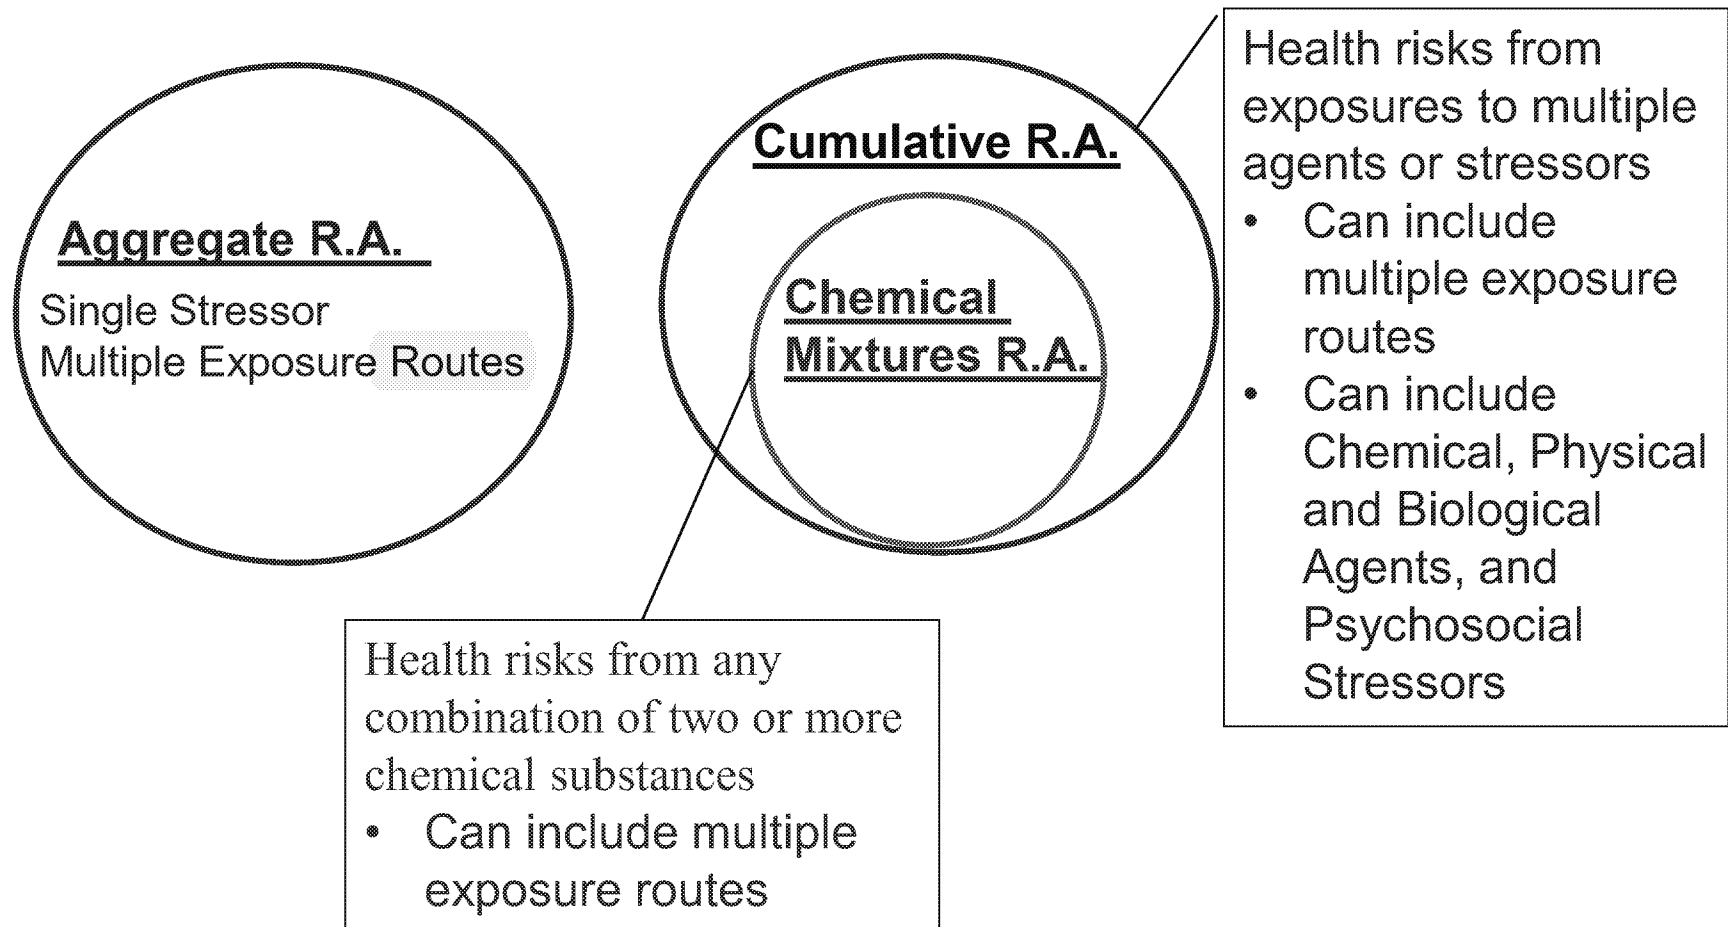 Aggregate R.A.
Single Stressor
Multiple Exposure Routes
Cumulative R.A.
Chemical
Mixtures R.A.
Health risks from
exposures to multiple
agents or stressors
• Can include
multiple exposure
routes
• Can include
Chemical, Physical
and Biological
Agents, and
Psychosocial
Stressors
Health risks from any
combination of two or more
chemical substances
• Can include multiple
exposure routes